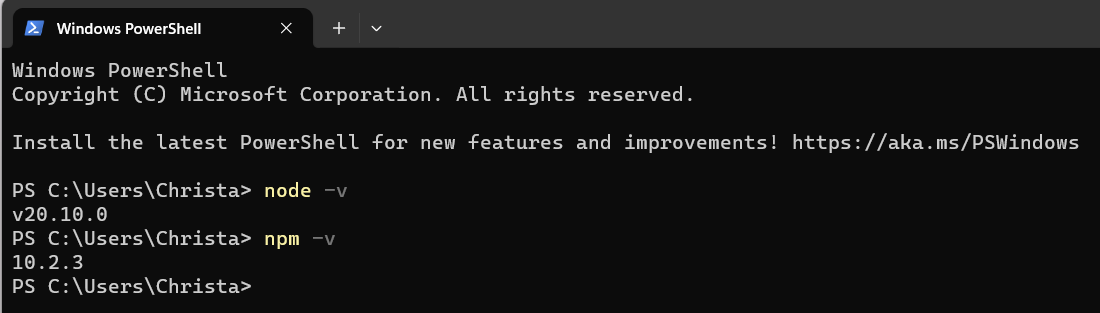 Windows PowerShell
Windows PowerShell
Copyright (C) Microsoft Corporation. All rights reserved.
Install the latest PowerShell for new features and improvements! https://aka.ms/PSWindows
PS C:\Users\Christa> node -v
v20.10.0
PS C:\Users\Christa> npm -v
10.2.3
PS C:\Users\Christa>